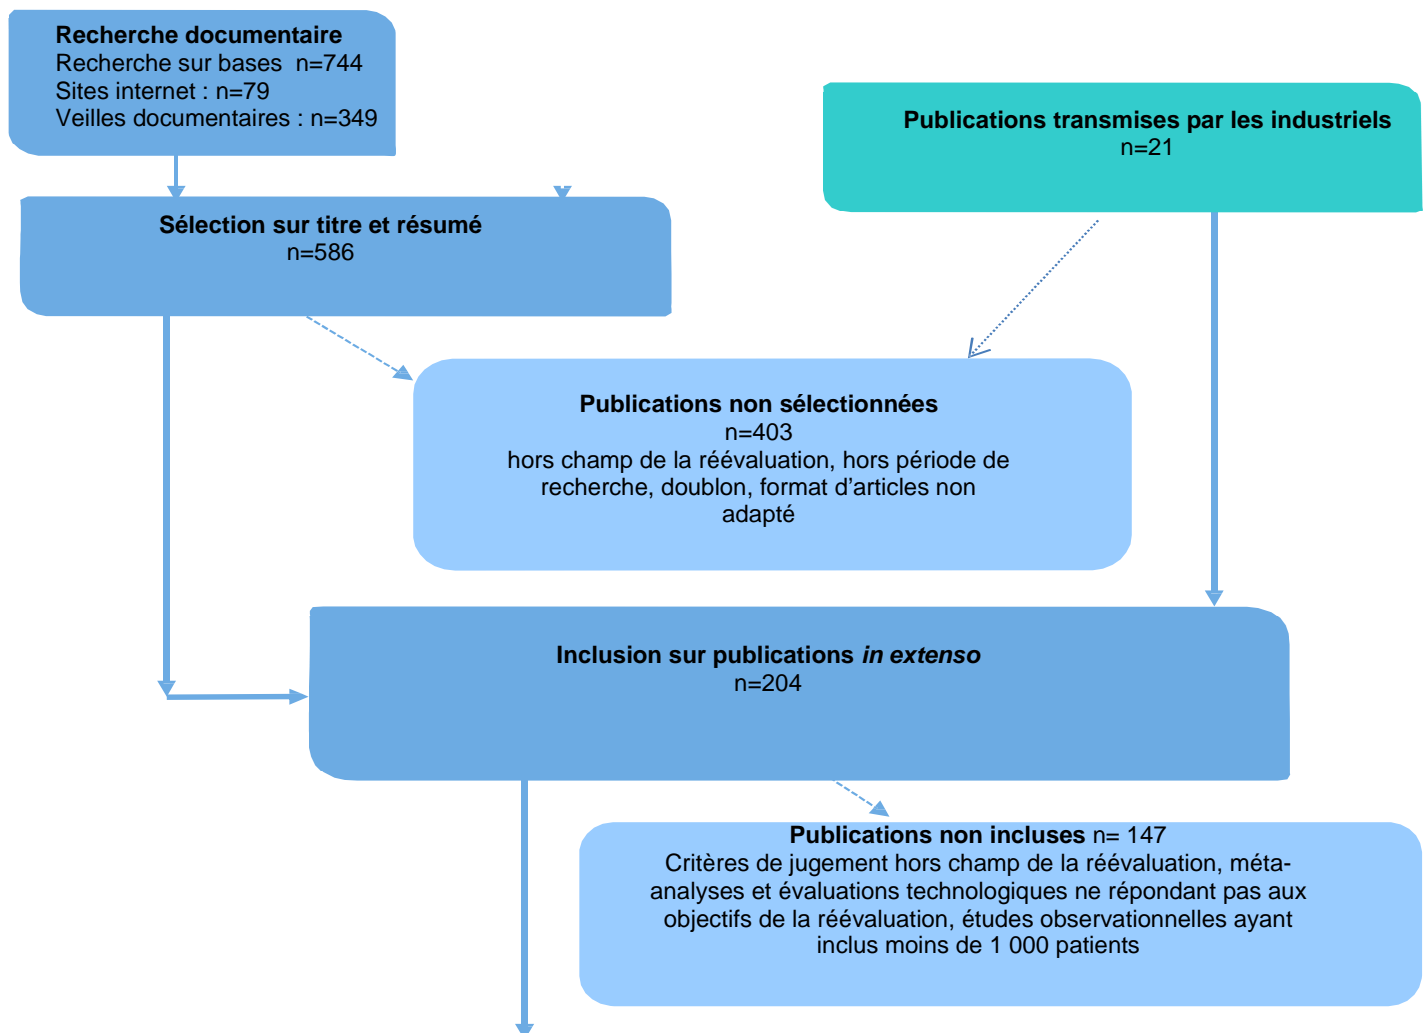 Recherche documentaire
Recherche sur bases n=744
Sites internet : n=79
Veilles documentaires : n=349
Publications transmises par les industriels
n=21
Sélection sur titre et résumé
n=586
Publications non sélectionnées
n=403
hors champ de la réévaluation, hors période de
recherche, doublon, format d’articles non
adapté
Inclusion sur publications in extenso
n=204
Publications non incluses n= 147
Critères de jugement hors champ de la réévaluation, méta-
analyses et évaluations technologiques ne répondant pas aux
objectifs de la réévaluation, études observationnelles ayant
inclus moins de 1 000 patients